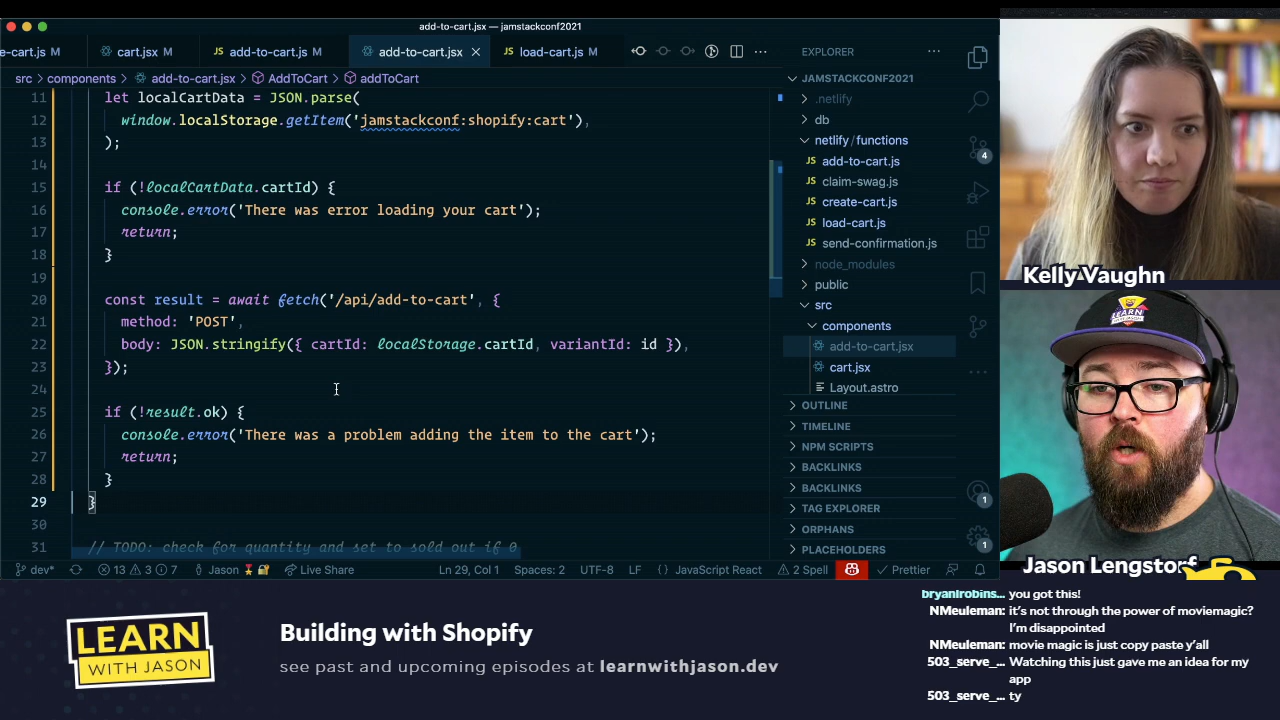 add-to-cart.jsx — jamstackconf2021
e-cart.js M
cart.jsx M
add-to-cart.js M
add-to-cart.jsx
load-cart.js M
src > components > add-to-cart.jsx > AddToCart > addToCart
11 let localCartData = JSON.parse(
12 window.localStorage.getItem('jamstackconf:shopify:cart'),
13 );
14
15 if (!localCartData.cartId) {
16 console.error('There was error loading your cart');
17 return;
18 }
19
20 const result = await fetch('/api/add-to-cart', {
21 method: 'POST',
22 body: JSON.stringify({ cartId: localStorage.cartId, variantId: id }),
23 });
24
25 if (!result.ok) {
26 console.error('There was a problem adding the item to the cart');
27 return;
28 }
29 }
30
31 // TODO: check for quantity and set to sold out if 0
EXPLORER
JAMSTACKCONF2021
.netlify
db
netlify/functions
JS add-to-cart.js
JS claim-swag.js
JS create-cart.js
JS load-cart.js
JS send-confirmation.js
node_modules
public
src
components
add-to-cart.jsx
cart.jsx
Layout.astro
OUTLINE
TIMELINE
NPM SCRIPTS
BACKLINKS
BACKLINKS
TAG EXPLORER
ORPHANS
PLACEHOLDERS
4
1
1
dev* 13 3 7 Jason Live Share Ln 29, Col 1 Spaces: 2 UTF-8 LF {} JavaScript React 2 Spell Prettier
Kelly Vaughn
LEARN
Jason Lengstorf
LEARN
WITH JASON
Building with Shopify
see past and upcoming episodes at learnwithjason.dev
bryanlrobins... you got this!
NMeuleman: it's not through the power of moviemagic?
I'm disappointed
NMeuleman: movie magic is just copy paste y'all
503_serve_... Watching this just gave me an idea for my
app
503_serve_... ty